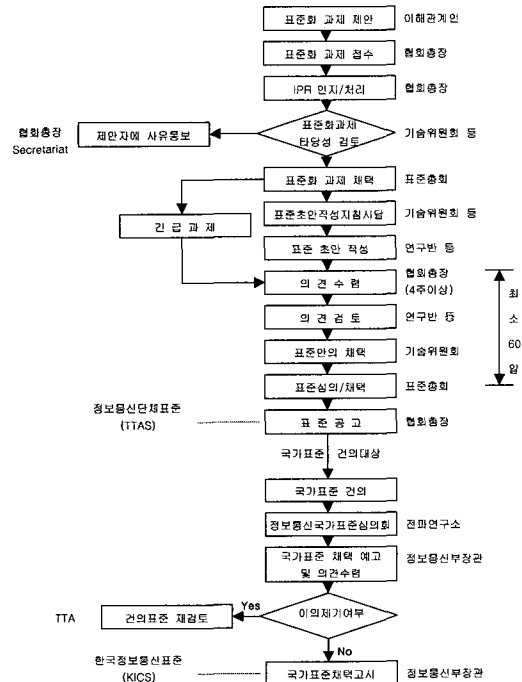 표준화 과제 제안 이해관계인
표준화 과제 접수 협회총장
IPR 인지/처리 협회총장
협회총장
Secretariat
제안자에 사유통보
표준화과제
타당성 검토
기술위원회 등
표준화 과제 채택 표준총회
긴 급 과 제
표준초안작성지침시달 기술위원회 등
표준 초안 작성 연구반 등
의 견 수 렴 협회총장
(4주이상)
의 견 검 토 연구반 등
표준안의 채택 기술위원회
표준심의/채택 표준총회
최
소
60
일
정보통신단체표준
(TTAS)
표 준 공 고 협회총장
국가표준 건의대상
국가표준 건의
정보통신국가표준심의회 전파연구소
국가표준 채택 예고
및 의견수렴
정보통신부장관
TTA 건의표준 재검토 Yes 이의제기여부
No
한국정보통신표준
(KICS)
국가표준채택고시 정보통신부장관